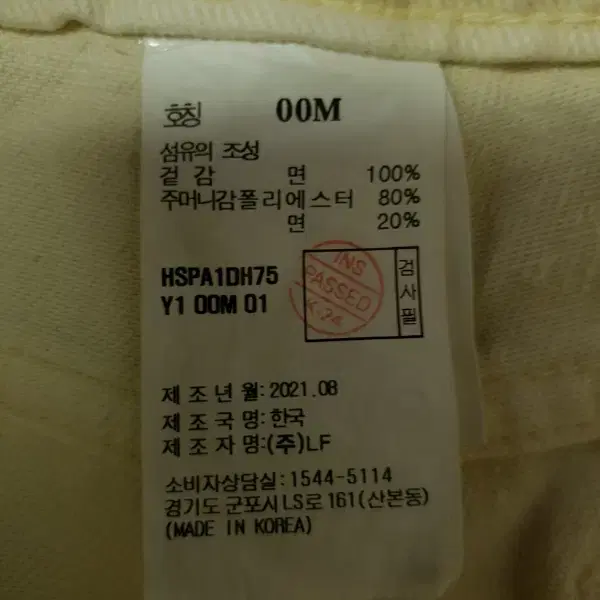 호칭 00M
섬유의 조성
겉 감 면 100%
주머니감폴리에스터 80%
면 20%
HSPA1DH75
Y1 00M 01
INS
PASSED
K-24
검사필
제 조 년 월: 2021.08
제 조 국 명: 한국
제 조 자 명:(주)LF
소비자상담실: 1544-5114
경기도 군포시 LS로 161(산본동)
(MADE IN KOREA)